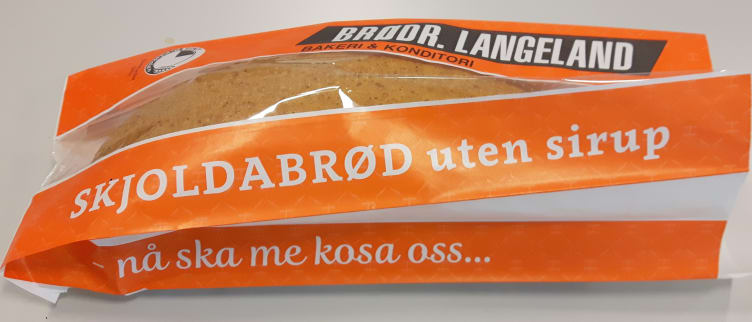 BRØDR. LANGELAND
BAKERI & KONDITORI
SKJOLDABRØD uten sirup
nå ska me kosa oss...